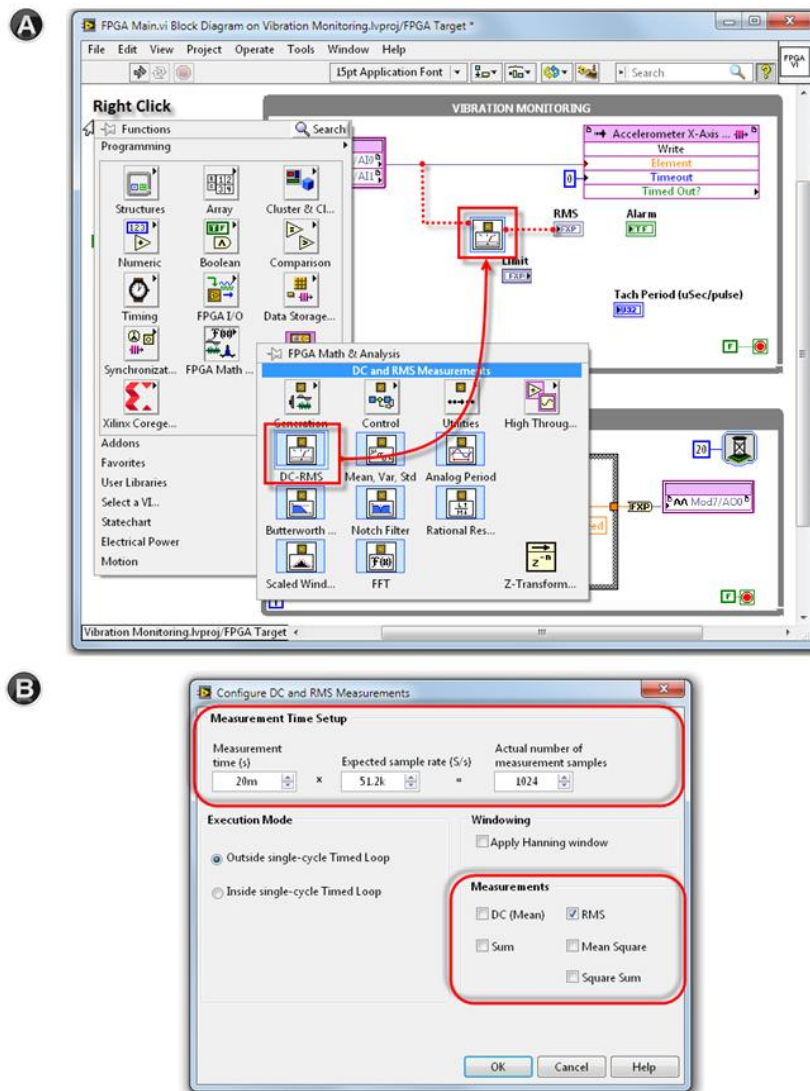 A
FPGA Main.vi Block Diagram on Vibration Monitoring.lvproj/FPGA Target *
File Edit View Project Operate Tools Window Help
15pt Application Font
Search
FPGA
VI
Right Click
Functions
Search
Programming
Structures Array Cluster & Cl...
Numeric Boolean Comparison
Timing FPGA I/O Data Storage...
Synchronizat... FPGA Math ...
Xilinx Corege...
Addons
Favorites
User Libraries
Select a VI...
Statechart
Electrical Power
Motion
VIBRATION MONITORING
/AI0
/AI1
Accelerometer X-Axis ...
Write
Element
Timeout
Timed Out?
0
RMS
FXP
Alarm
TF
Limit
FXP
Tach Period (uSec/pulse)
U32
F
FPGA Math & Analysis
DC and RMS Measurements
Generation Control Utilities High Throug...
DC-RMS Mean, Var, Std Analog Period
Butterworth ... Notch Filter Rational Res...
Scaled Wind... FFT Z-Transform...
20
FXP
Mod7/AO0
F
Vibration Monitoring.lvproj/FPGA Target
B
Configure DC and RMS Measurements
Measurement Time Setup
Measurement
time (s)
Expected sample rate (S/s)
Actual number of
measurement samples
20m x 51.2k = 1024
Execution Mode
Outside single-cycle Timed Loop
Inside single-cycle Timed Loop
Windowing
Apply Hanning window
Measurements
DC (Mean) RMS
Sum Mean Square
Square Sum
OK Cancel Help